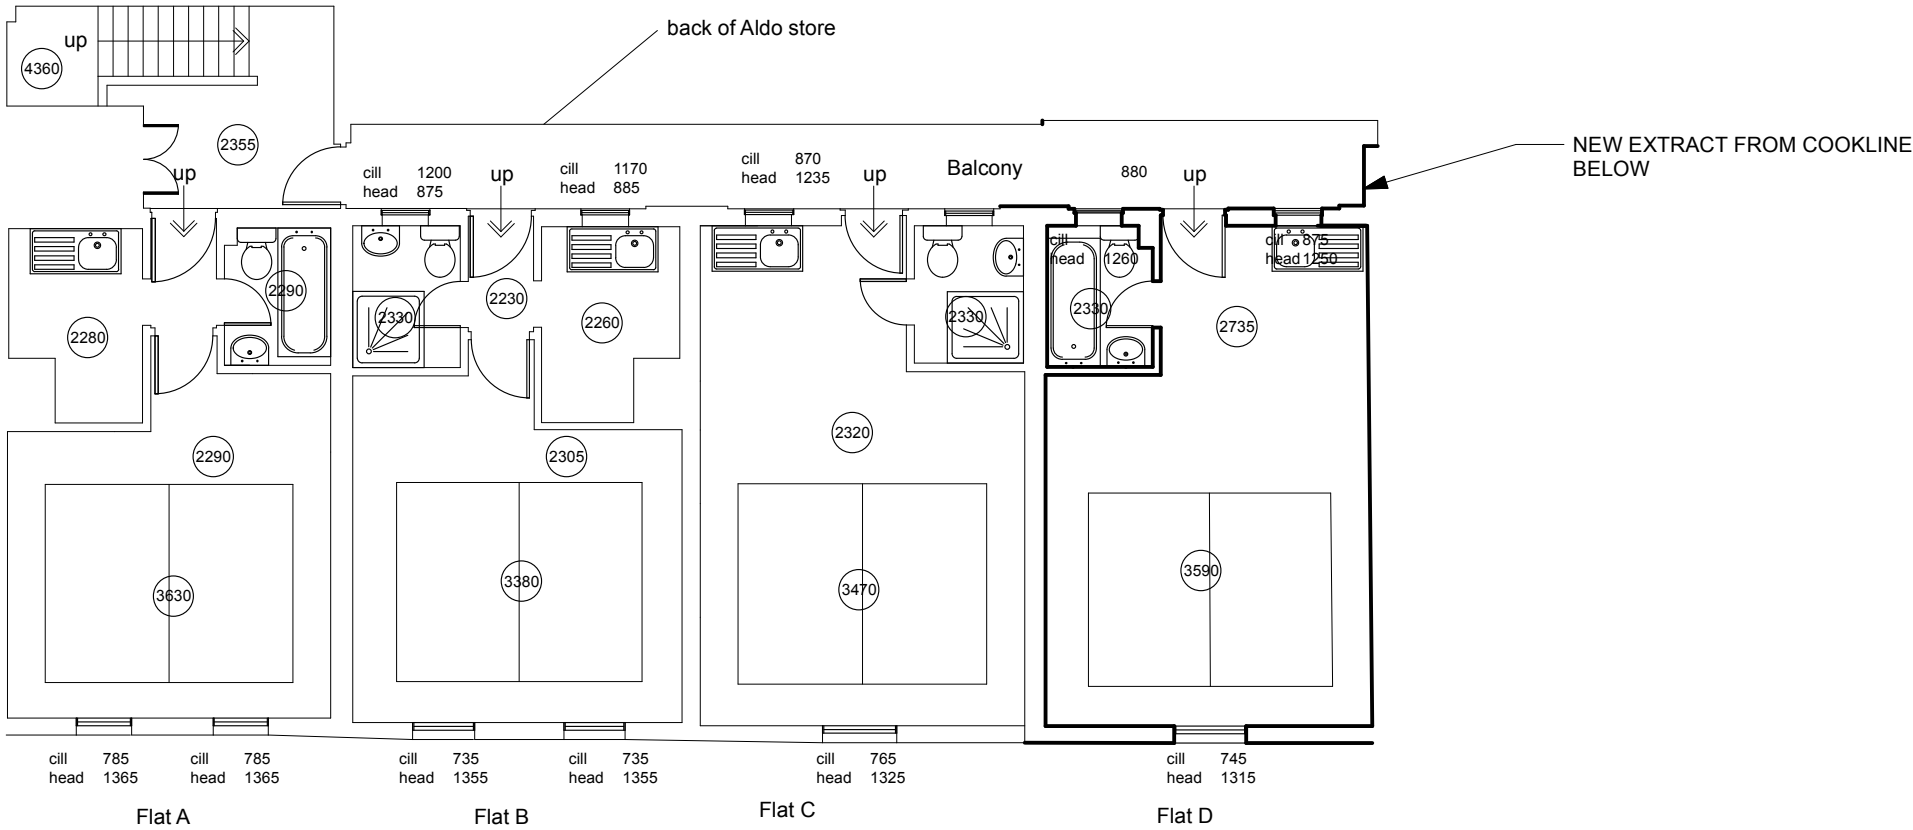 back of Aldo store
up
4360
2355
NEW EXTRACT FROM COOKLINE
BELOW
up
cill 1200
head 875
up
cill 1170
head 885
cill 870
head 1235
up
Balcony
880
up
cill
head 1260
cill 875
head 1250
2290
2280
2330
2230
2260
2330
2330
2735
2290
2305
2320
3630
3380
3470
3590
cill 785
head 1365
cill 785
head 1365
cill 735
head 1355
cill 735
head 1355
cill 765
head 1325
cill 745
head 1315
Flat A
Flat B
Flat C
Flat D